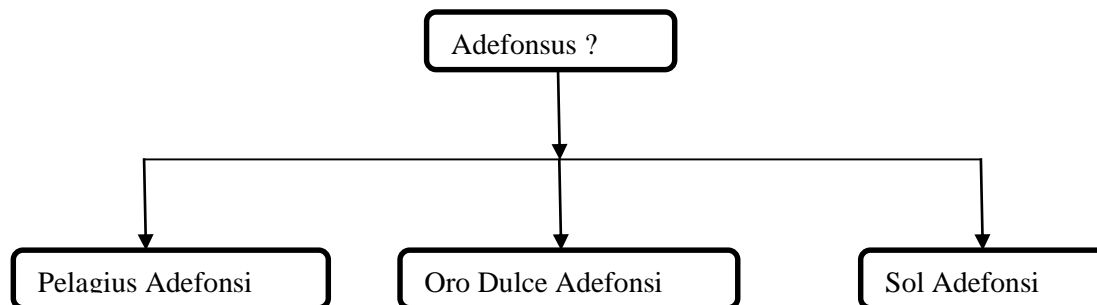 Adefonsus ?
Pelagius Adefonsi
Oro Dulce Adefonsi
Sol Adefonsi